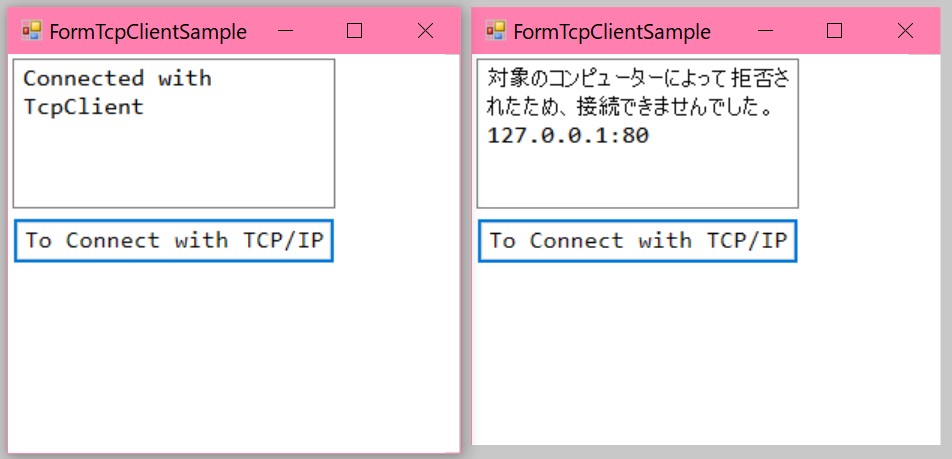 FormTcpClientSample
Connected with
TcpClient
To Connect with TCP/IP
FormTcpClientSample
対象のコンピューターによって拒否さ
れたため、接続できませんでした。
127.0.0.1:80
To Connect with TCP/IP